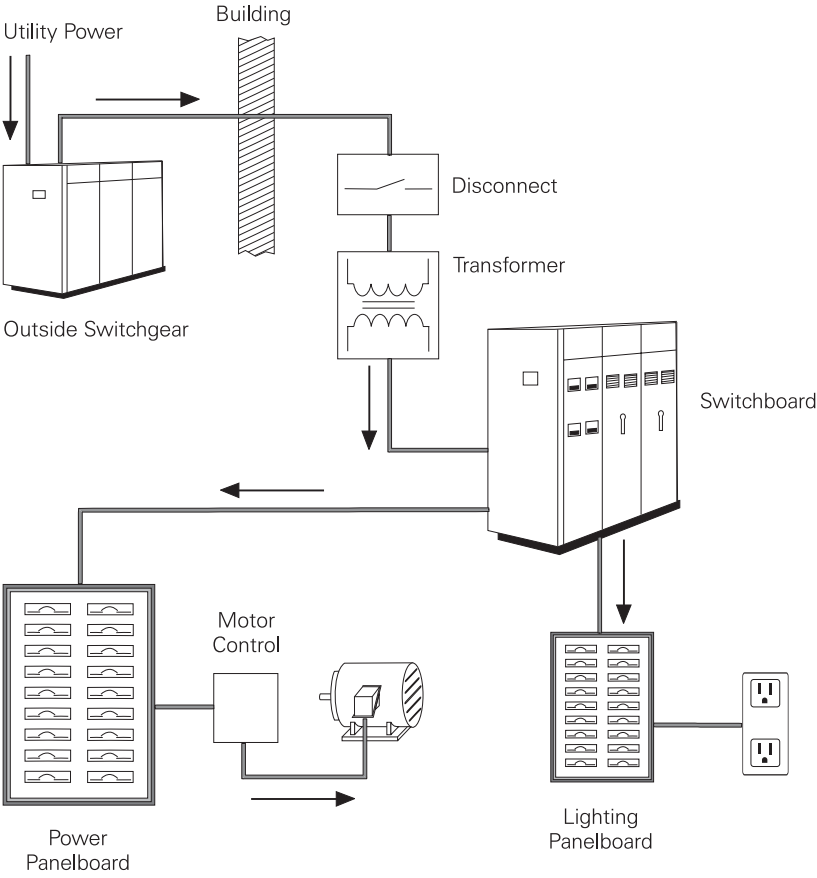 Building
Utility Power
Disconnect
Transformer
Outside Switchgear
Switchboard
Motor
Control
Power
Panelboard
Lighting
Panelboard